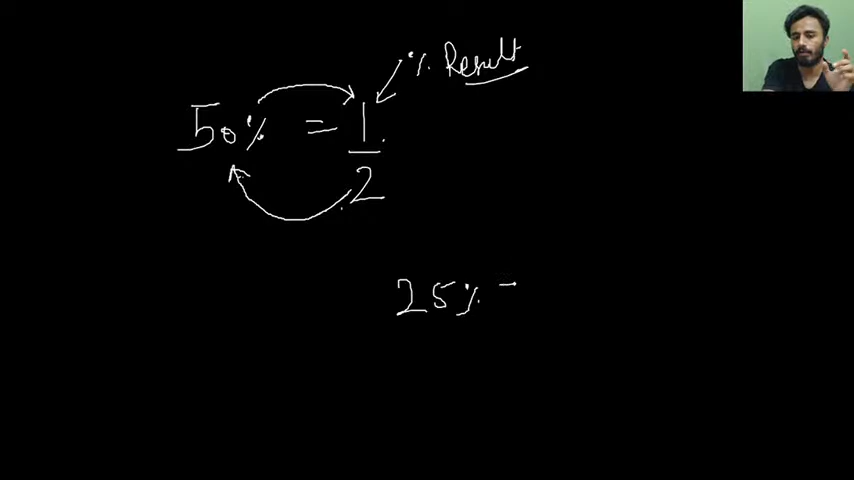 % Result
50% = 1/2
25% -